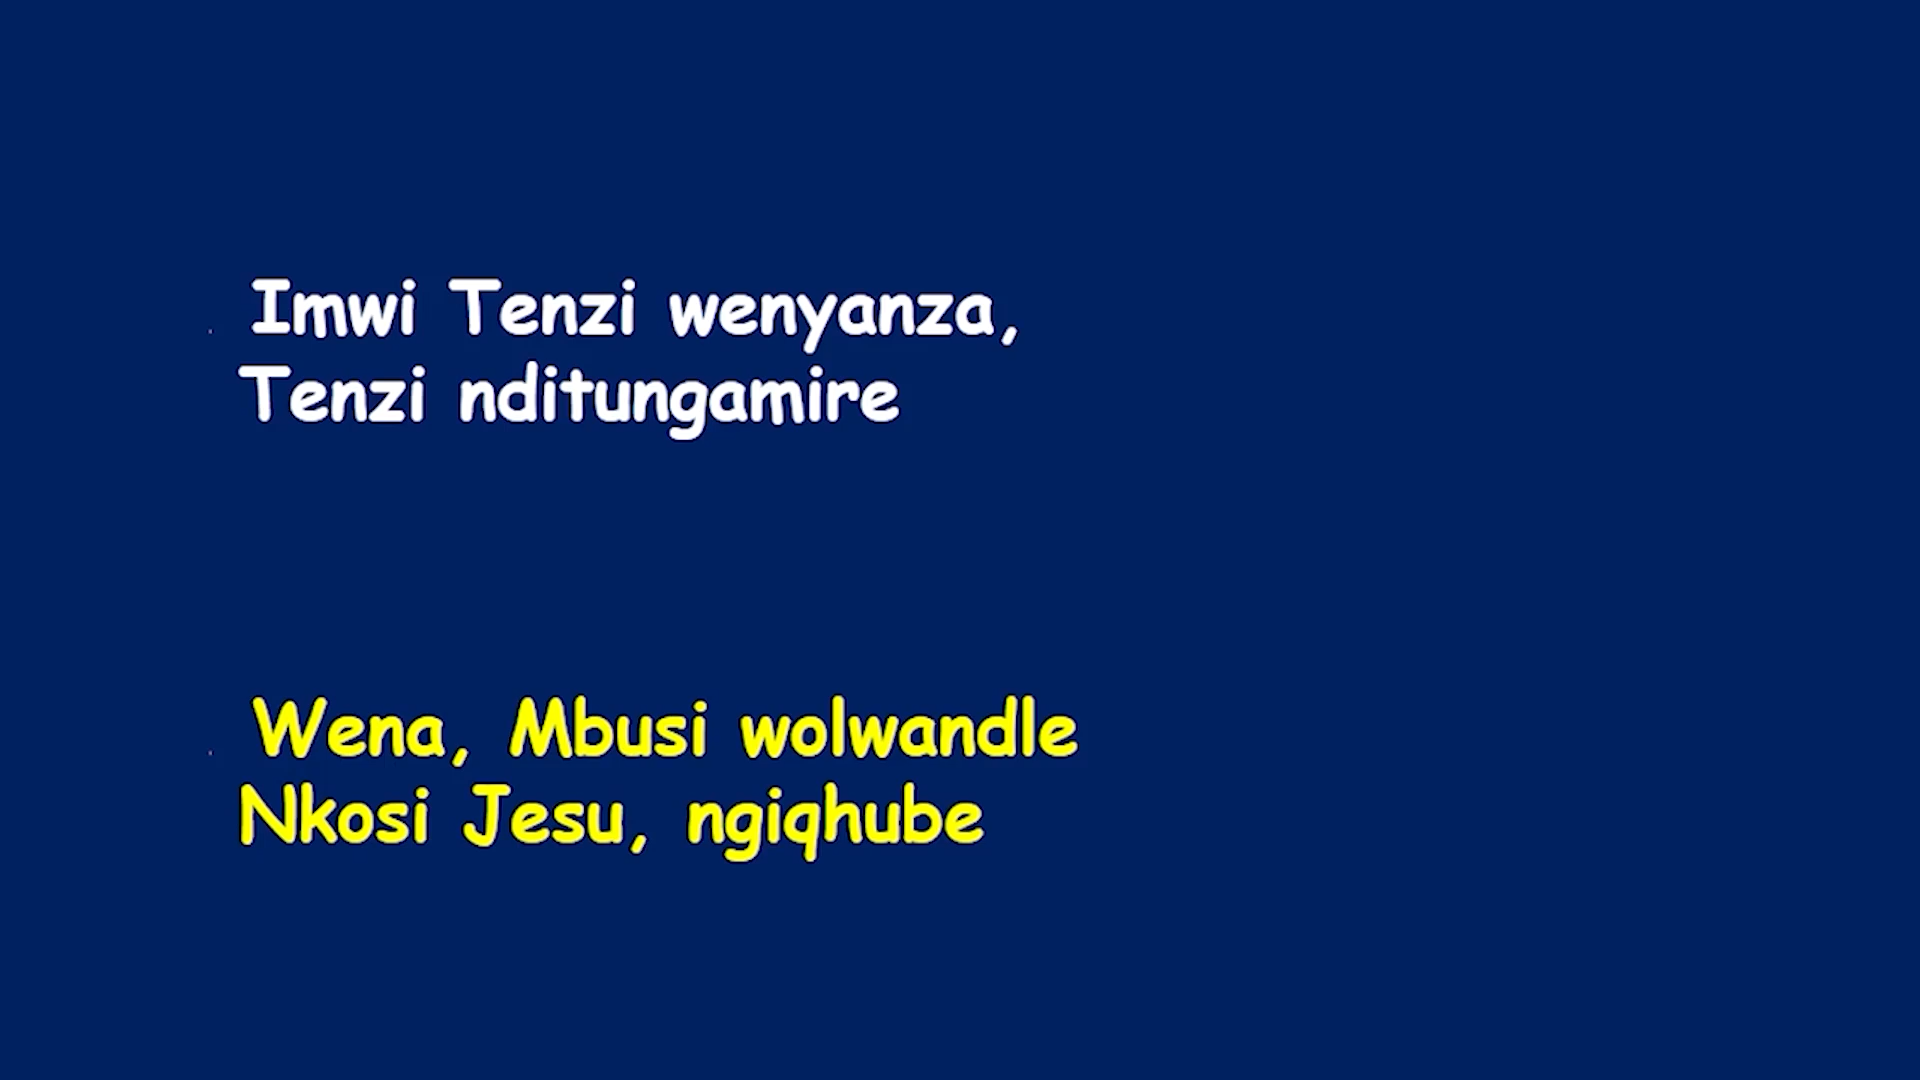 Imwi Tenzi wenyanza,
Tenzi nditungamire
Wena, Mbusi wolwandle
Nkosi Jesu, ngiqhube